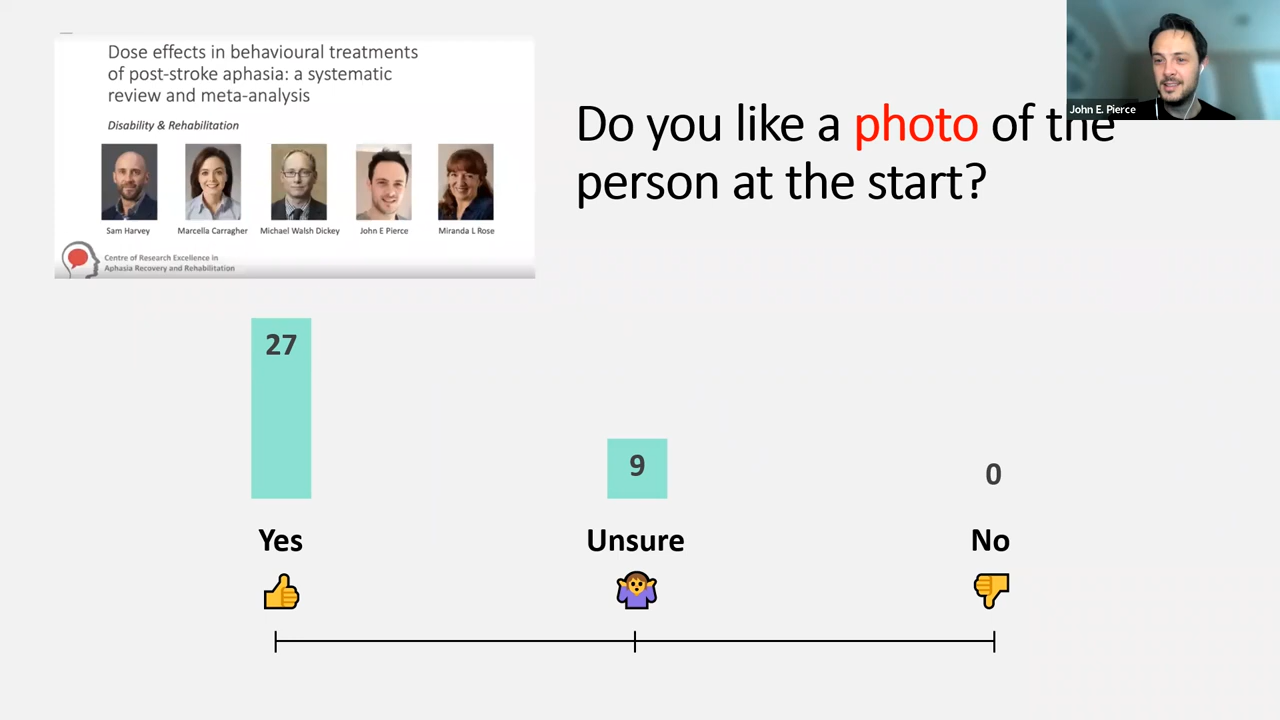 Dose effects in behavioural treatments
of post-stroke aphasia: a systematic
review and meta-analysis
Disability & Rehabilitation
Sam Harvey
Marcella Carragher
Michael Walsh Dickey
John E Pierce
Miranda L Rose
Centre of Research Excellence in
Aphasia Recovery and Rehabilitation
John E. Pierce
Do you like a photo of the
person at the start?
27
9
0
Yes
Unsure
No